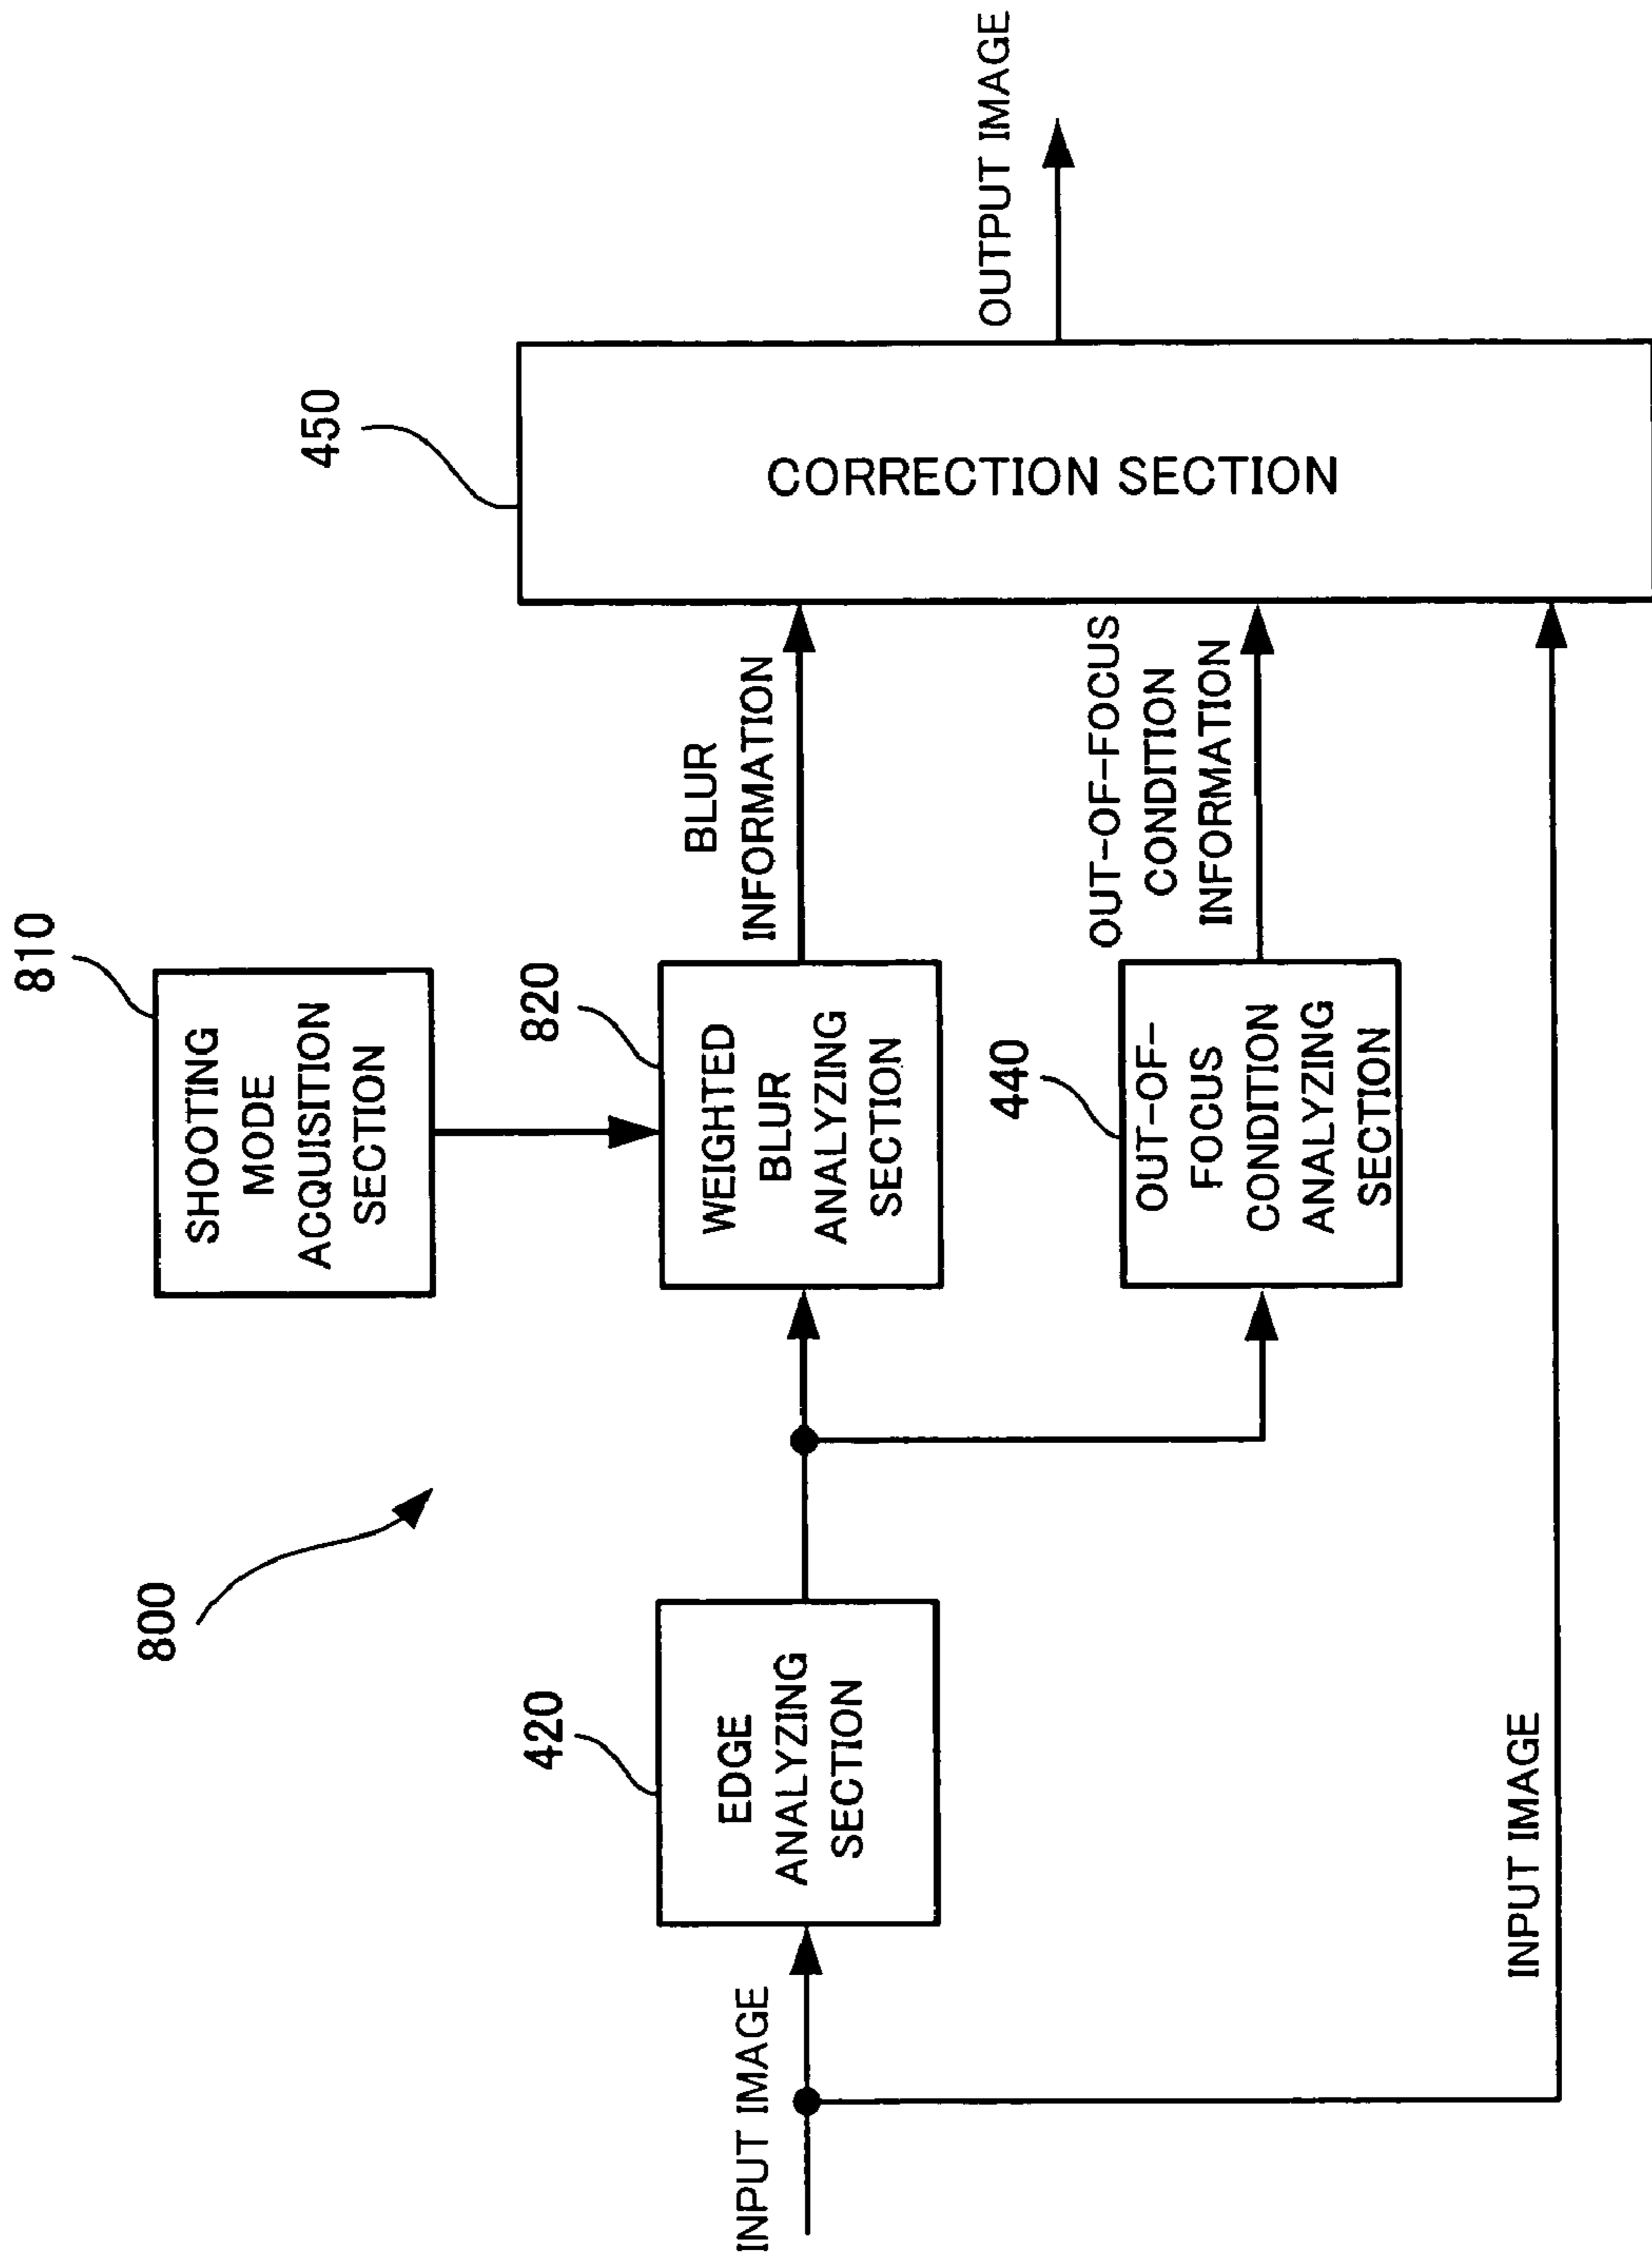 810
SHOOTING
MODE
ACQUISITION
SECTION
800
450
CORRECTION SECTION
OUTPUT IMAGE
420
EDGE
ANALYZING
SECTION
820
WEIGHTED
BLUR
ANALYZING
SECTION
BLUR
INFORMATION
INPUT IMAGE
440
OUT-OF-
FOCUS
CONDITION
ANALYZING
SECTION
OUT-OF-FOCUS
CONDITION
INFORMATION
INPUT IMAGE